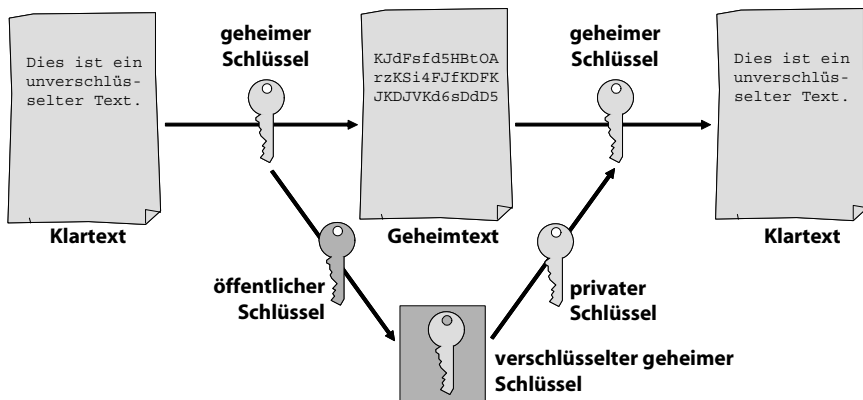 geheimer
Schlüssel
geheimer
Schlüssel
Dies ist ein
unverschlüs-
selter Text.
KJdFsfd5HBtOA
rzKSi4FJfKDFK
JKDJVKd6sDdD5
Dies ist ein
unverschlüs-
selter Text.
Klartext
Geheimtext
Klartext
öffentlicher
Schlüssel
privater
Schlüssel
verschlüsselter geheimer
Schlüssel